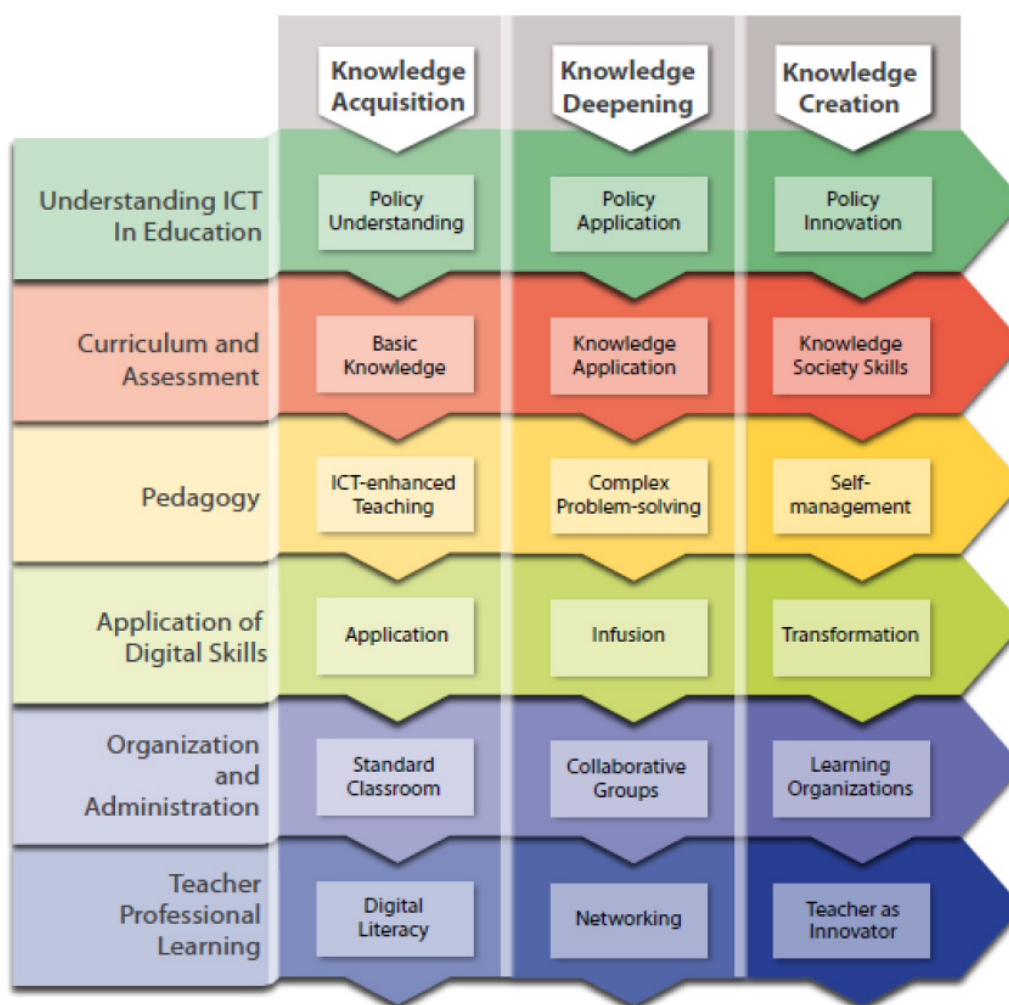 Knowledge
Acquisition
Knowledge
Deepening
Knowledge
Creation
Understanding ICT
In Education
Policy
Understanding
Policy
Application
Policy
Innovation
Curriculum and
Assessment
Basic
Knowledge
Knowledge
Application
Knowledge
Society Skills
Pedagogy
ICT-enhanced
Teaching
Complex
Problem-solving
Self-
management
Application of
Digital Skills
Application
Infusion
Transformation
Organization
and
Administration
Standard
Classroom
Collaborative
Groups
Learning
Organizations
Teacher
Professional
Learning
Digital
Literacy
Networking
Teacher as
Innovator